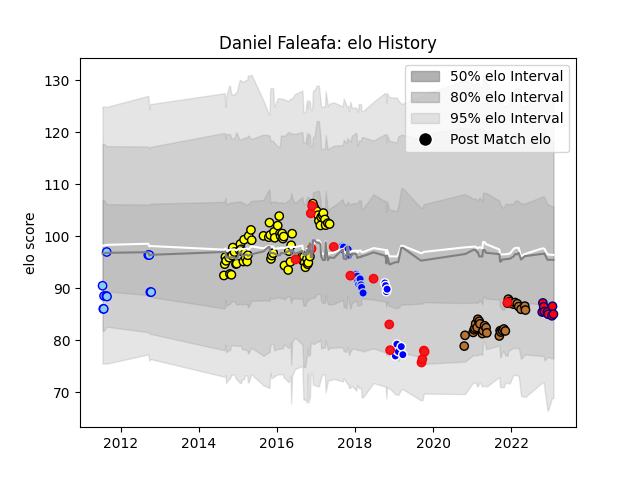 Daniel Faleafa: elo History
130
120
110
100
90
80
70
elo score
50% elo Interval
80% elo Interval
95% elo Interval
Post Match elo
2012
2014
2016
2018
2020
2022